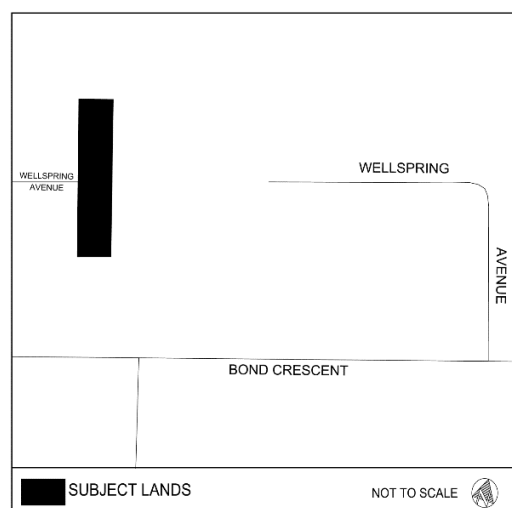 WELLSPRING
WELLSPRING
AVENUE
AVENUE
BOND CRESCENT
SUBJECT LANDS
NOT TO SCALE